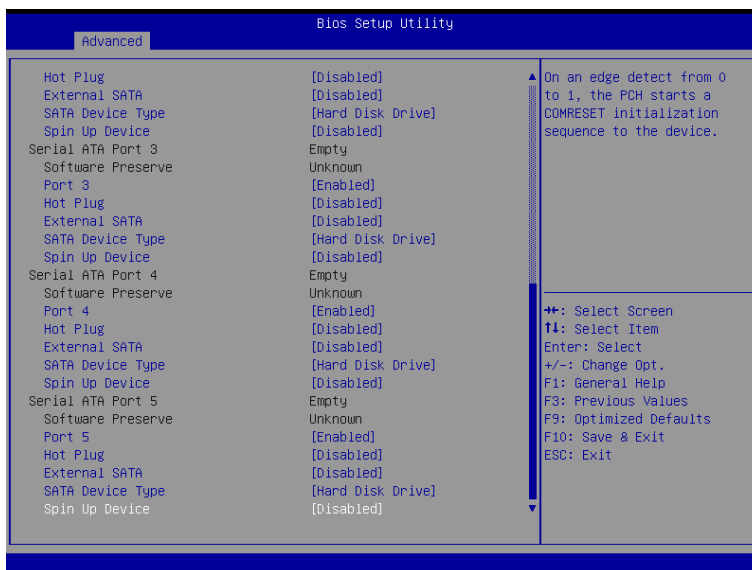 Bios Setup Utility
Advanced
Hot Plug [Disabled]
External SATA [Disabled]
SATA Device Type [Hard Disk Drive]
Spin Up Device [Disabled]
Serial ATA Port 3 Empty
Software Preserve Unknown
Port 3 [Enabled]
Hot Plug [Disabled]
External SATA [Disabled]
SATA Device Type [Hard Disk Drive]
Spin Up Device [Disabled]
Serial ATA Port 4 Empty
Software Preserve Unknown
Port 4 [Enabled]
Hot Plug [Disabled]
External SATA [Disabled]
SATA Device Type [Hard Disk Drive]
Spin Up Device [Disabled]
Serial ATA Port 5 Empty
Software Preserve Unknown
Port 5 [Enabled]
Hot Plug [Disabled]
External SATA [Disabled]
SATA Device Type [Hard Disk Drive]
Spin Up Device [Disabled]
On an edge detect from 0
to 1, the PCH starts a
COMRESET initialization
sequence to the device.
→←: Select Screen
↑↓: Select Item
Enter: Select
+/-: Change Opt.
F1: General Help
F3: Previous Values
F9: Optimized Defaults
F10: Save & Exit
ESC: Exit